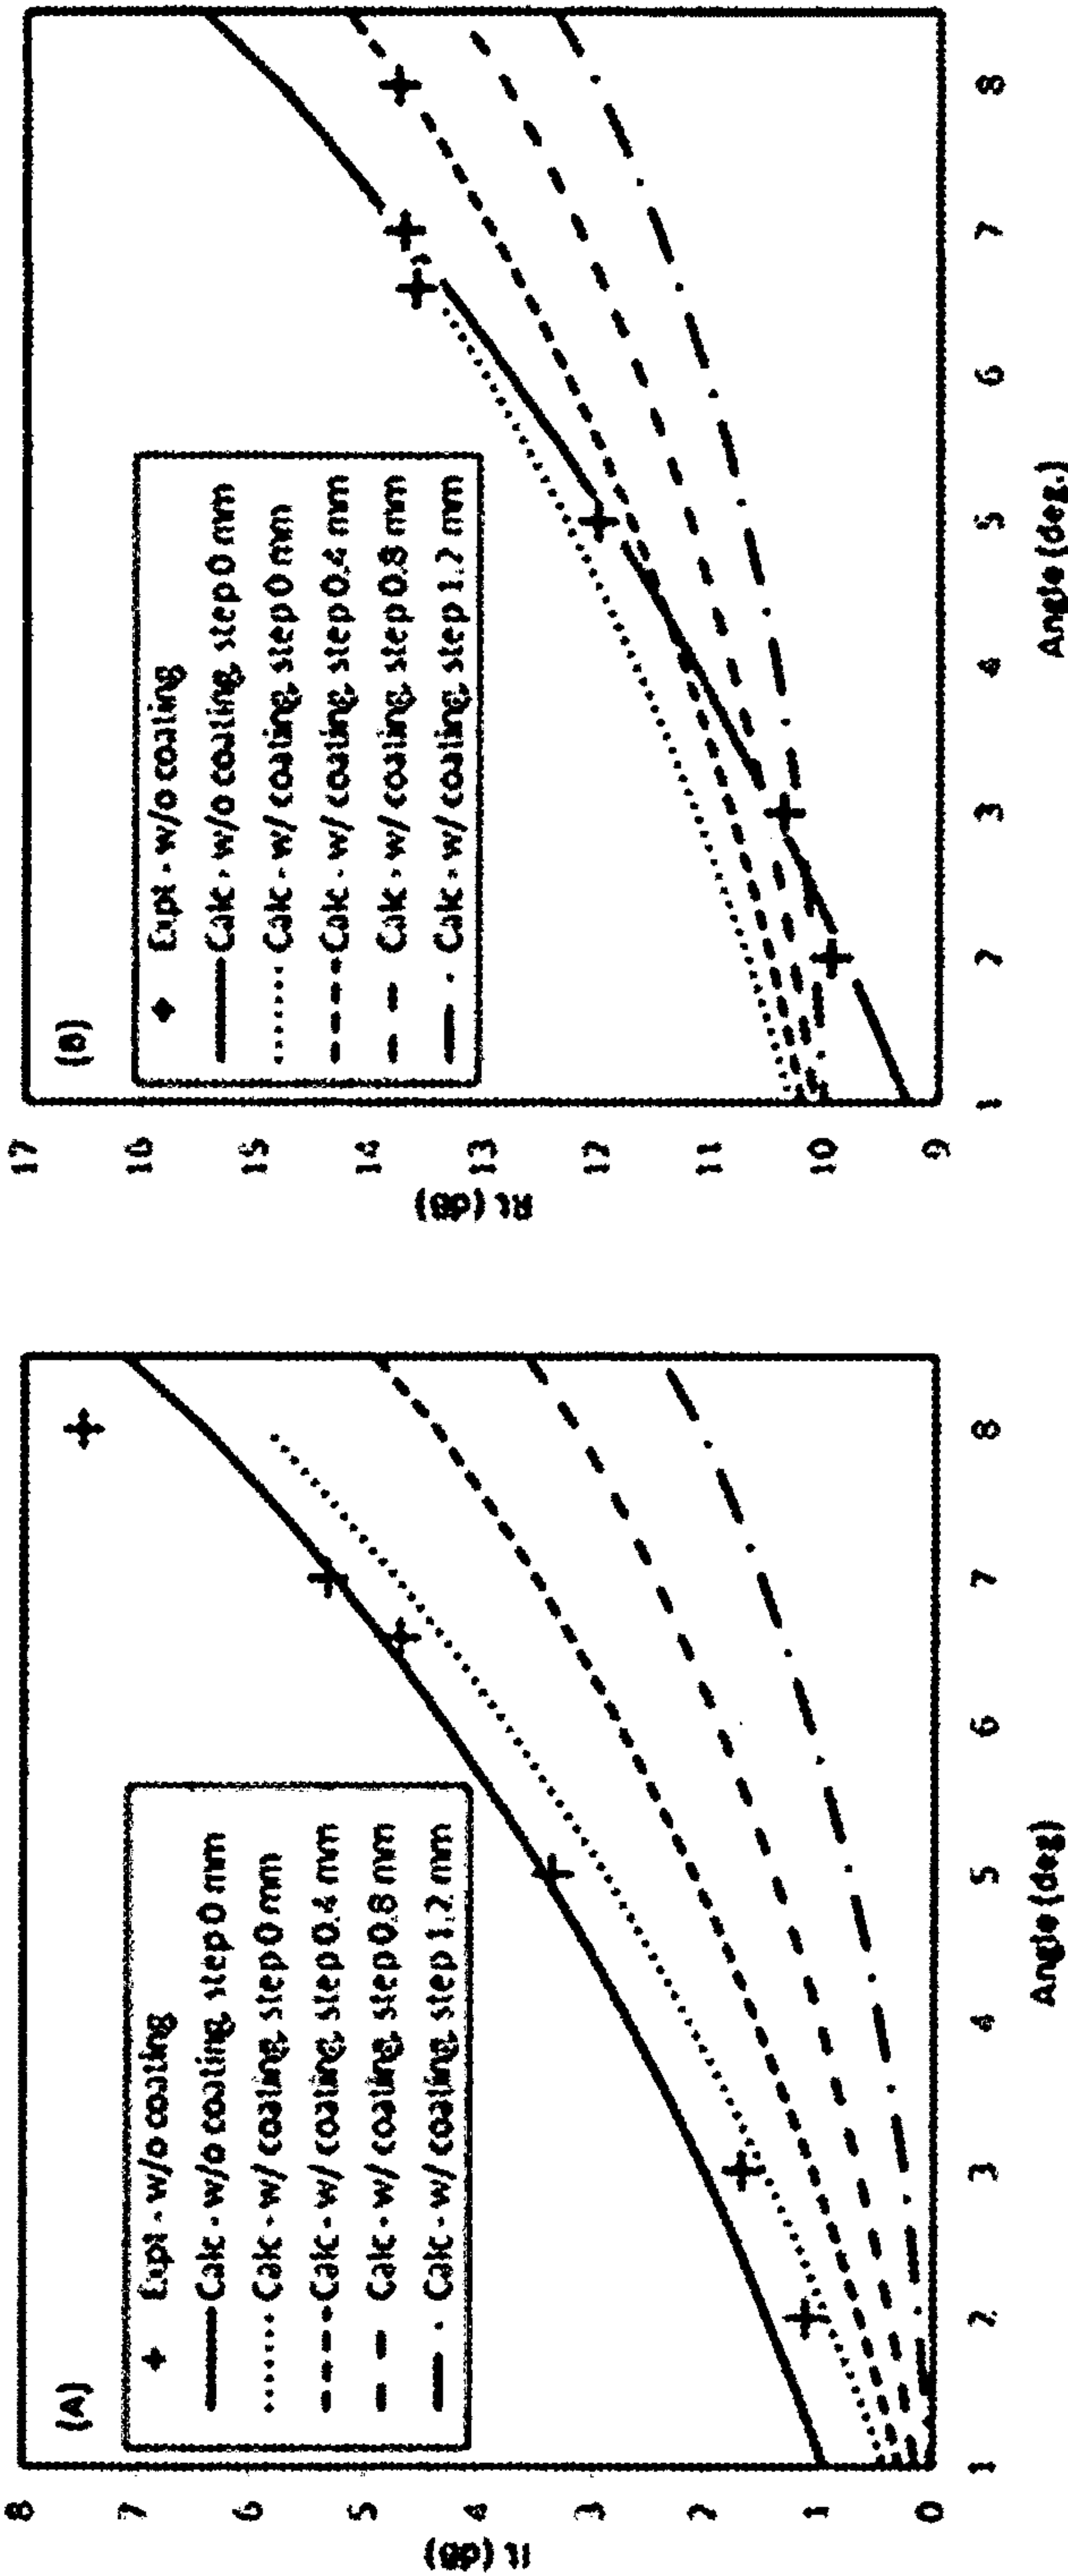 (A)
Expt - w/o coating
Calc - w/o coating, step 0 mm
Calc - w/ coating, step 0 mm
Calc - w/ coating, step 0.4 mm
Calc - w/ coating, step 0.8 mm
Calc - w/ coating, step 1.2 mm
8
7
6
5
4
3
2
1
0
IL (dB)
1
2
3
4
5
6
7
8
Angle (deg)
(B)
Expt - w/o coating
Calc - w/o coating, step 0 mm
Calc - w/ coating, step 0 mm
Calc - w/ coating, step 0.4 mm
Calc - w/ coating, step 0.8 mm
Calc - w/ coating, step 1.2 mm
17
16
15
14
13
12
11
10
9
RL (dB)
1
2
3
4
5
6
7
8
Angle (deg.)